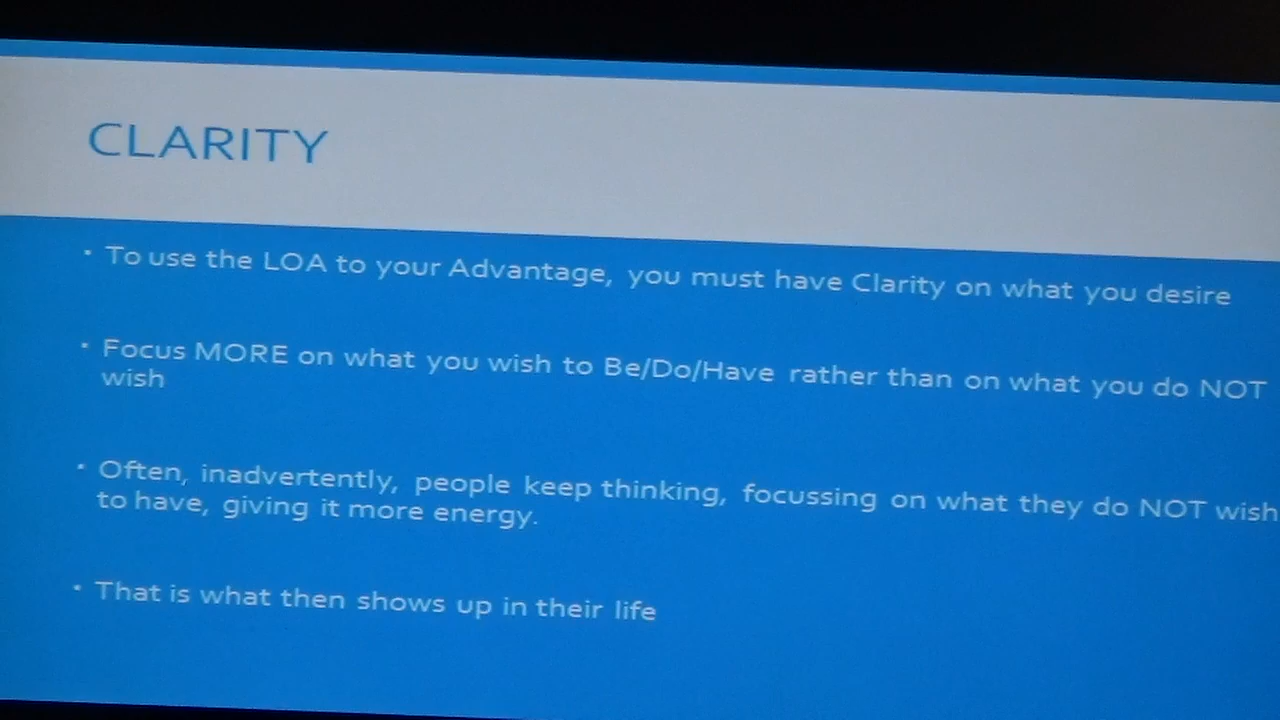 CLARITY
• To use the LOA to your Advantage, you must have Clarity on what you desire
• Focus MORE on what you wish to Be/Do/Have rather than on what you do NOT
wish
• Often, inadvertently, people keep thinking, focussing on what they do NOT wish
to have, giving it more energy.
• That is what then shows up in their life